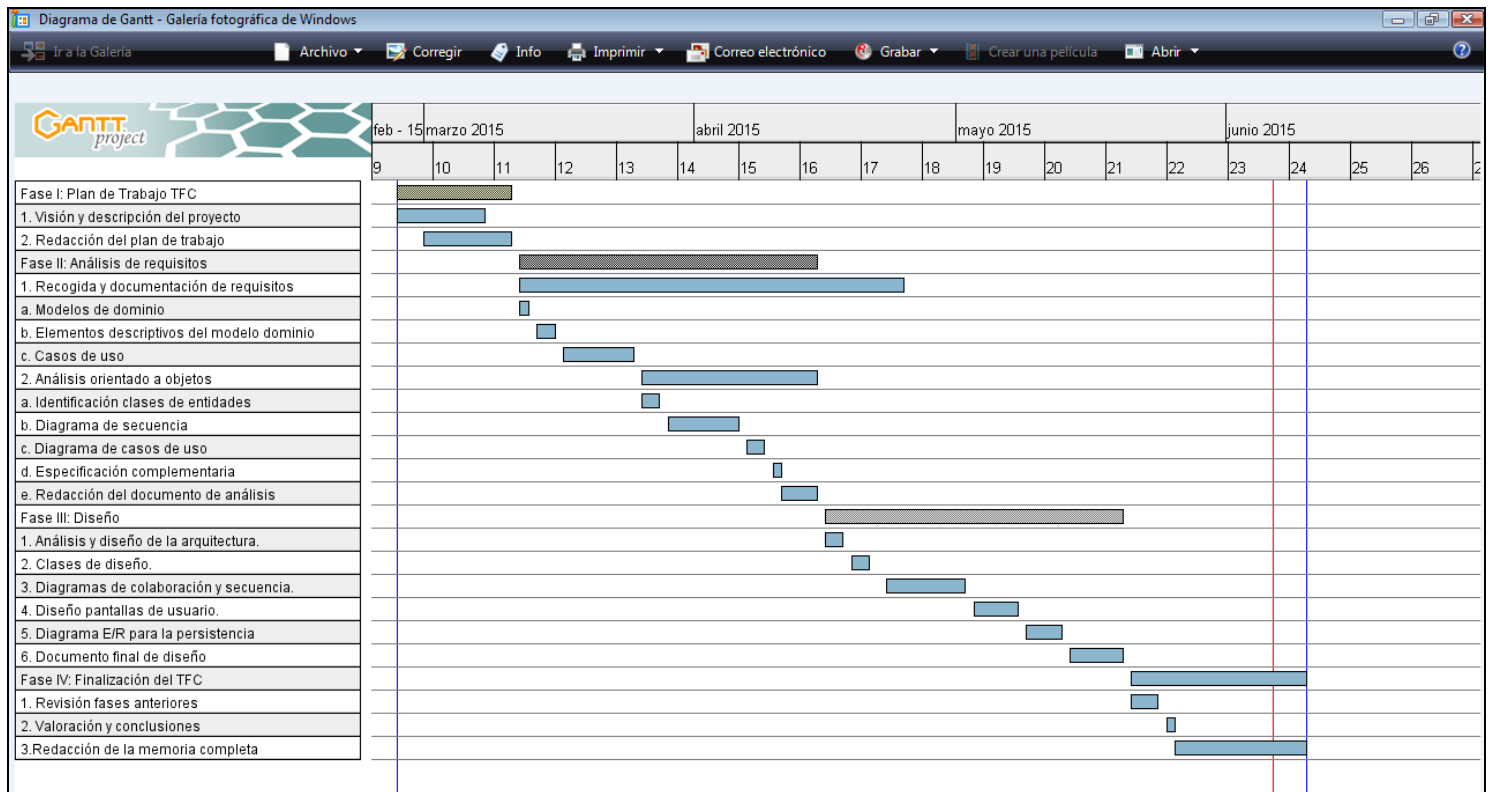 Diagrama de Gantt - Galería fotográfica de Windows
Ir a la Galería Archivo Corregir Info Imprimir Correo electrónico Grabar Crear una película Abrir
GANTT
project
feb - 15 marzo 2015 abril 2015 mayo 2015 junio 2015
9 10 11 12 13 14 15 16 17 18 19 20 21 22 23 24 25 26
Fase I: Plan de Trabajo TFC
1. Visión y descripción del proyecto
2. Redacción del plan de trabajo
Fase II: Análisis de requisitos
1. Recogida y documentación de requisitos
a. Modelos de dominio
b. Elementos descriptivos del modelo dominio
c. Casos de uso
2. Análisis orientado a objetos
a. Identificación clases de entidades
b. Diagrama de secuencia
c. Diagrama de casos de uso
d. Especificación complementaria
e. Redacción del documento de análisis
Fase III: Diseño
1. Análisis y diseño de la arquitectura.
2. Clases de diseño.
3. Diagramas de colaboración y secuencia.
4. Diseño pantallas de usuario.
5. Diagrama E/R para la persistencia
6. Documento final de diseño
Fase IV: Finalización del TFC
1. Revisión fases anteriores
2. Valoración y conclusiones
3.Redacción de la memoria completa